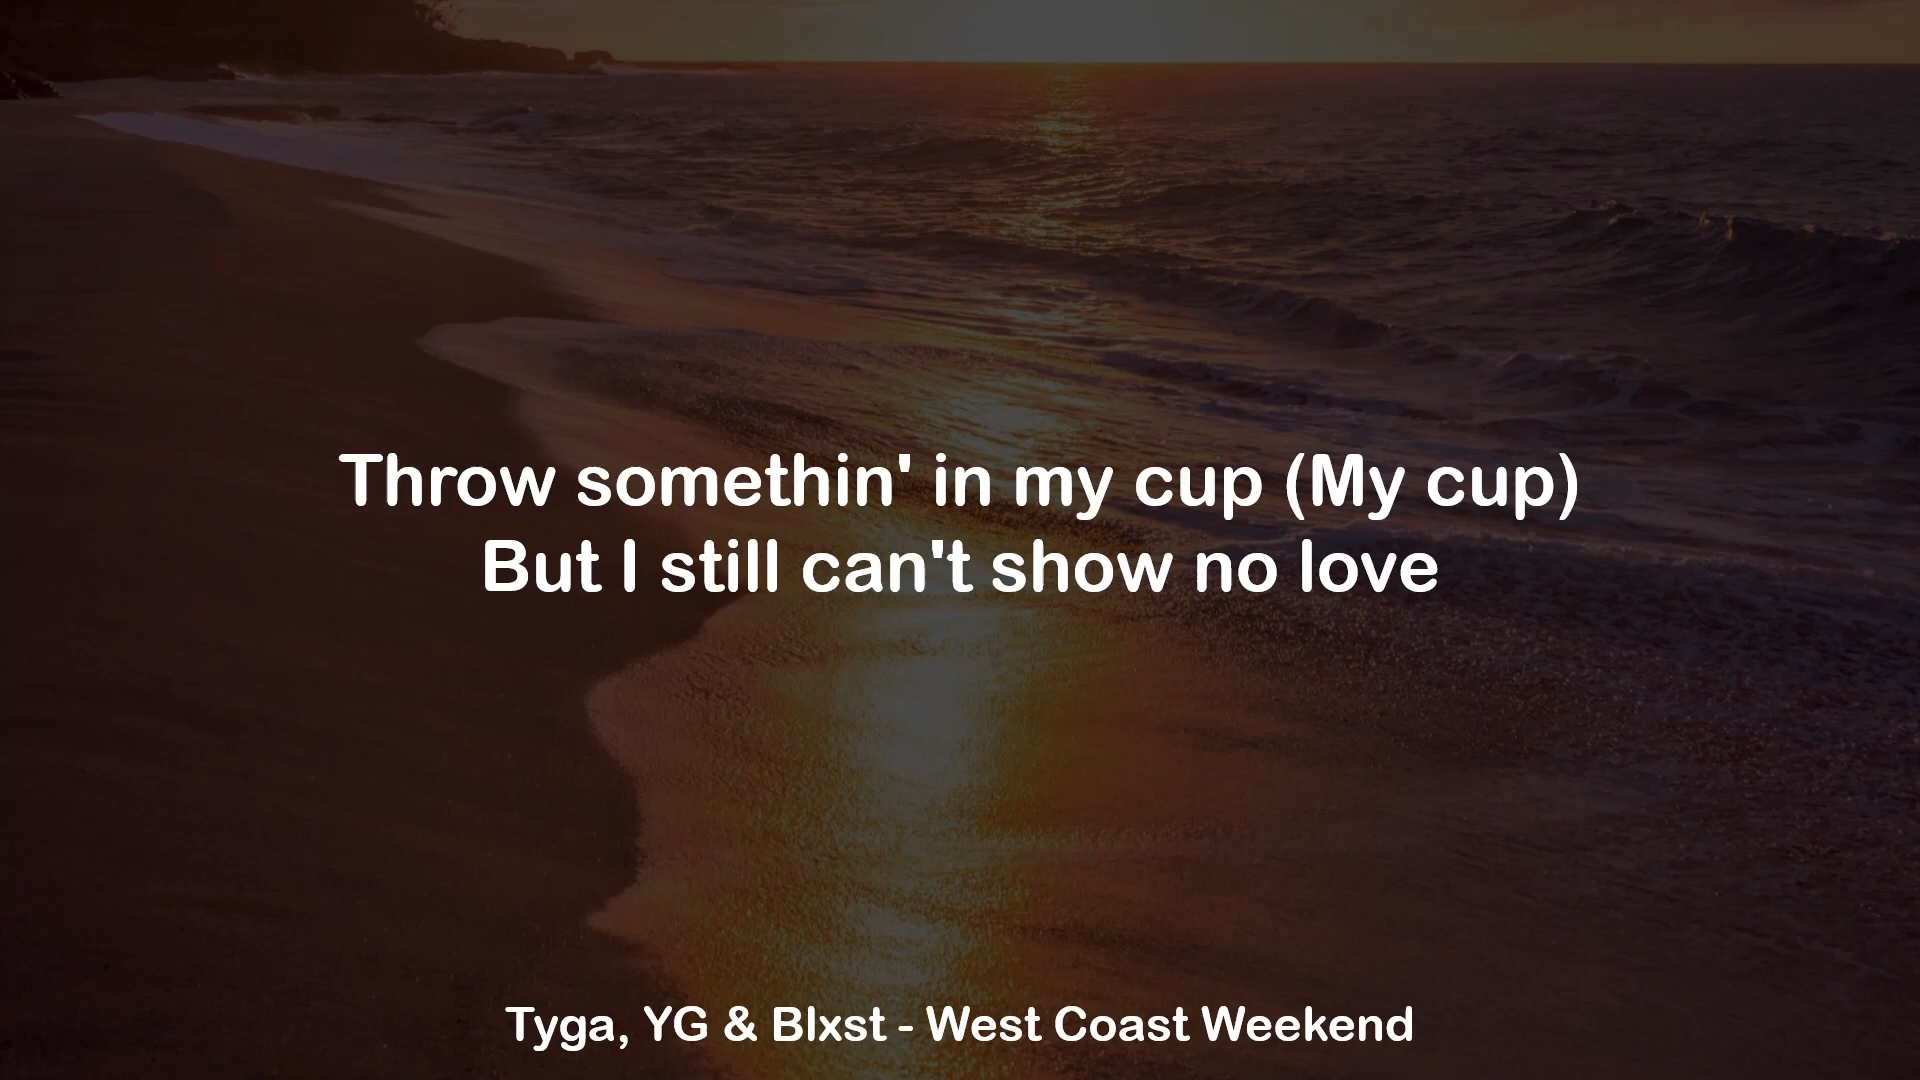 Throw somethin' in my cup (My cup)
But I still can't show no love
Tyga, YG & Blxst - West Coast Weekend